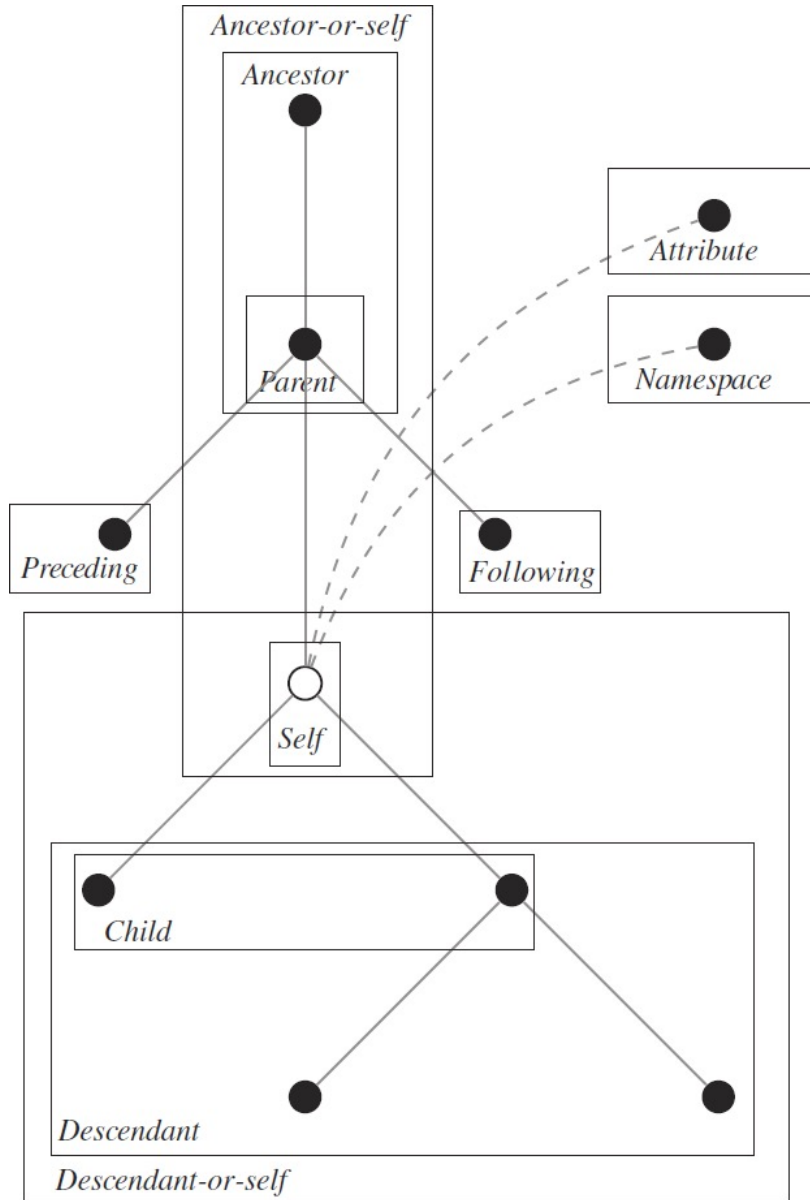 Ancestor-or-self
Ancestor
Attribute
Parent
Namespace
Preceding
Following
Self
Child
Descendant
Descendant-or-self